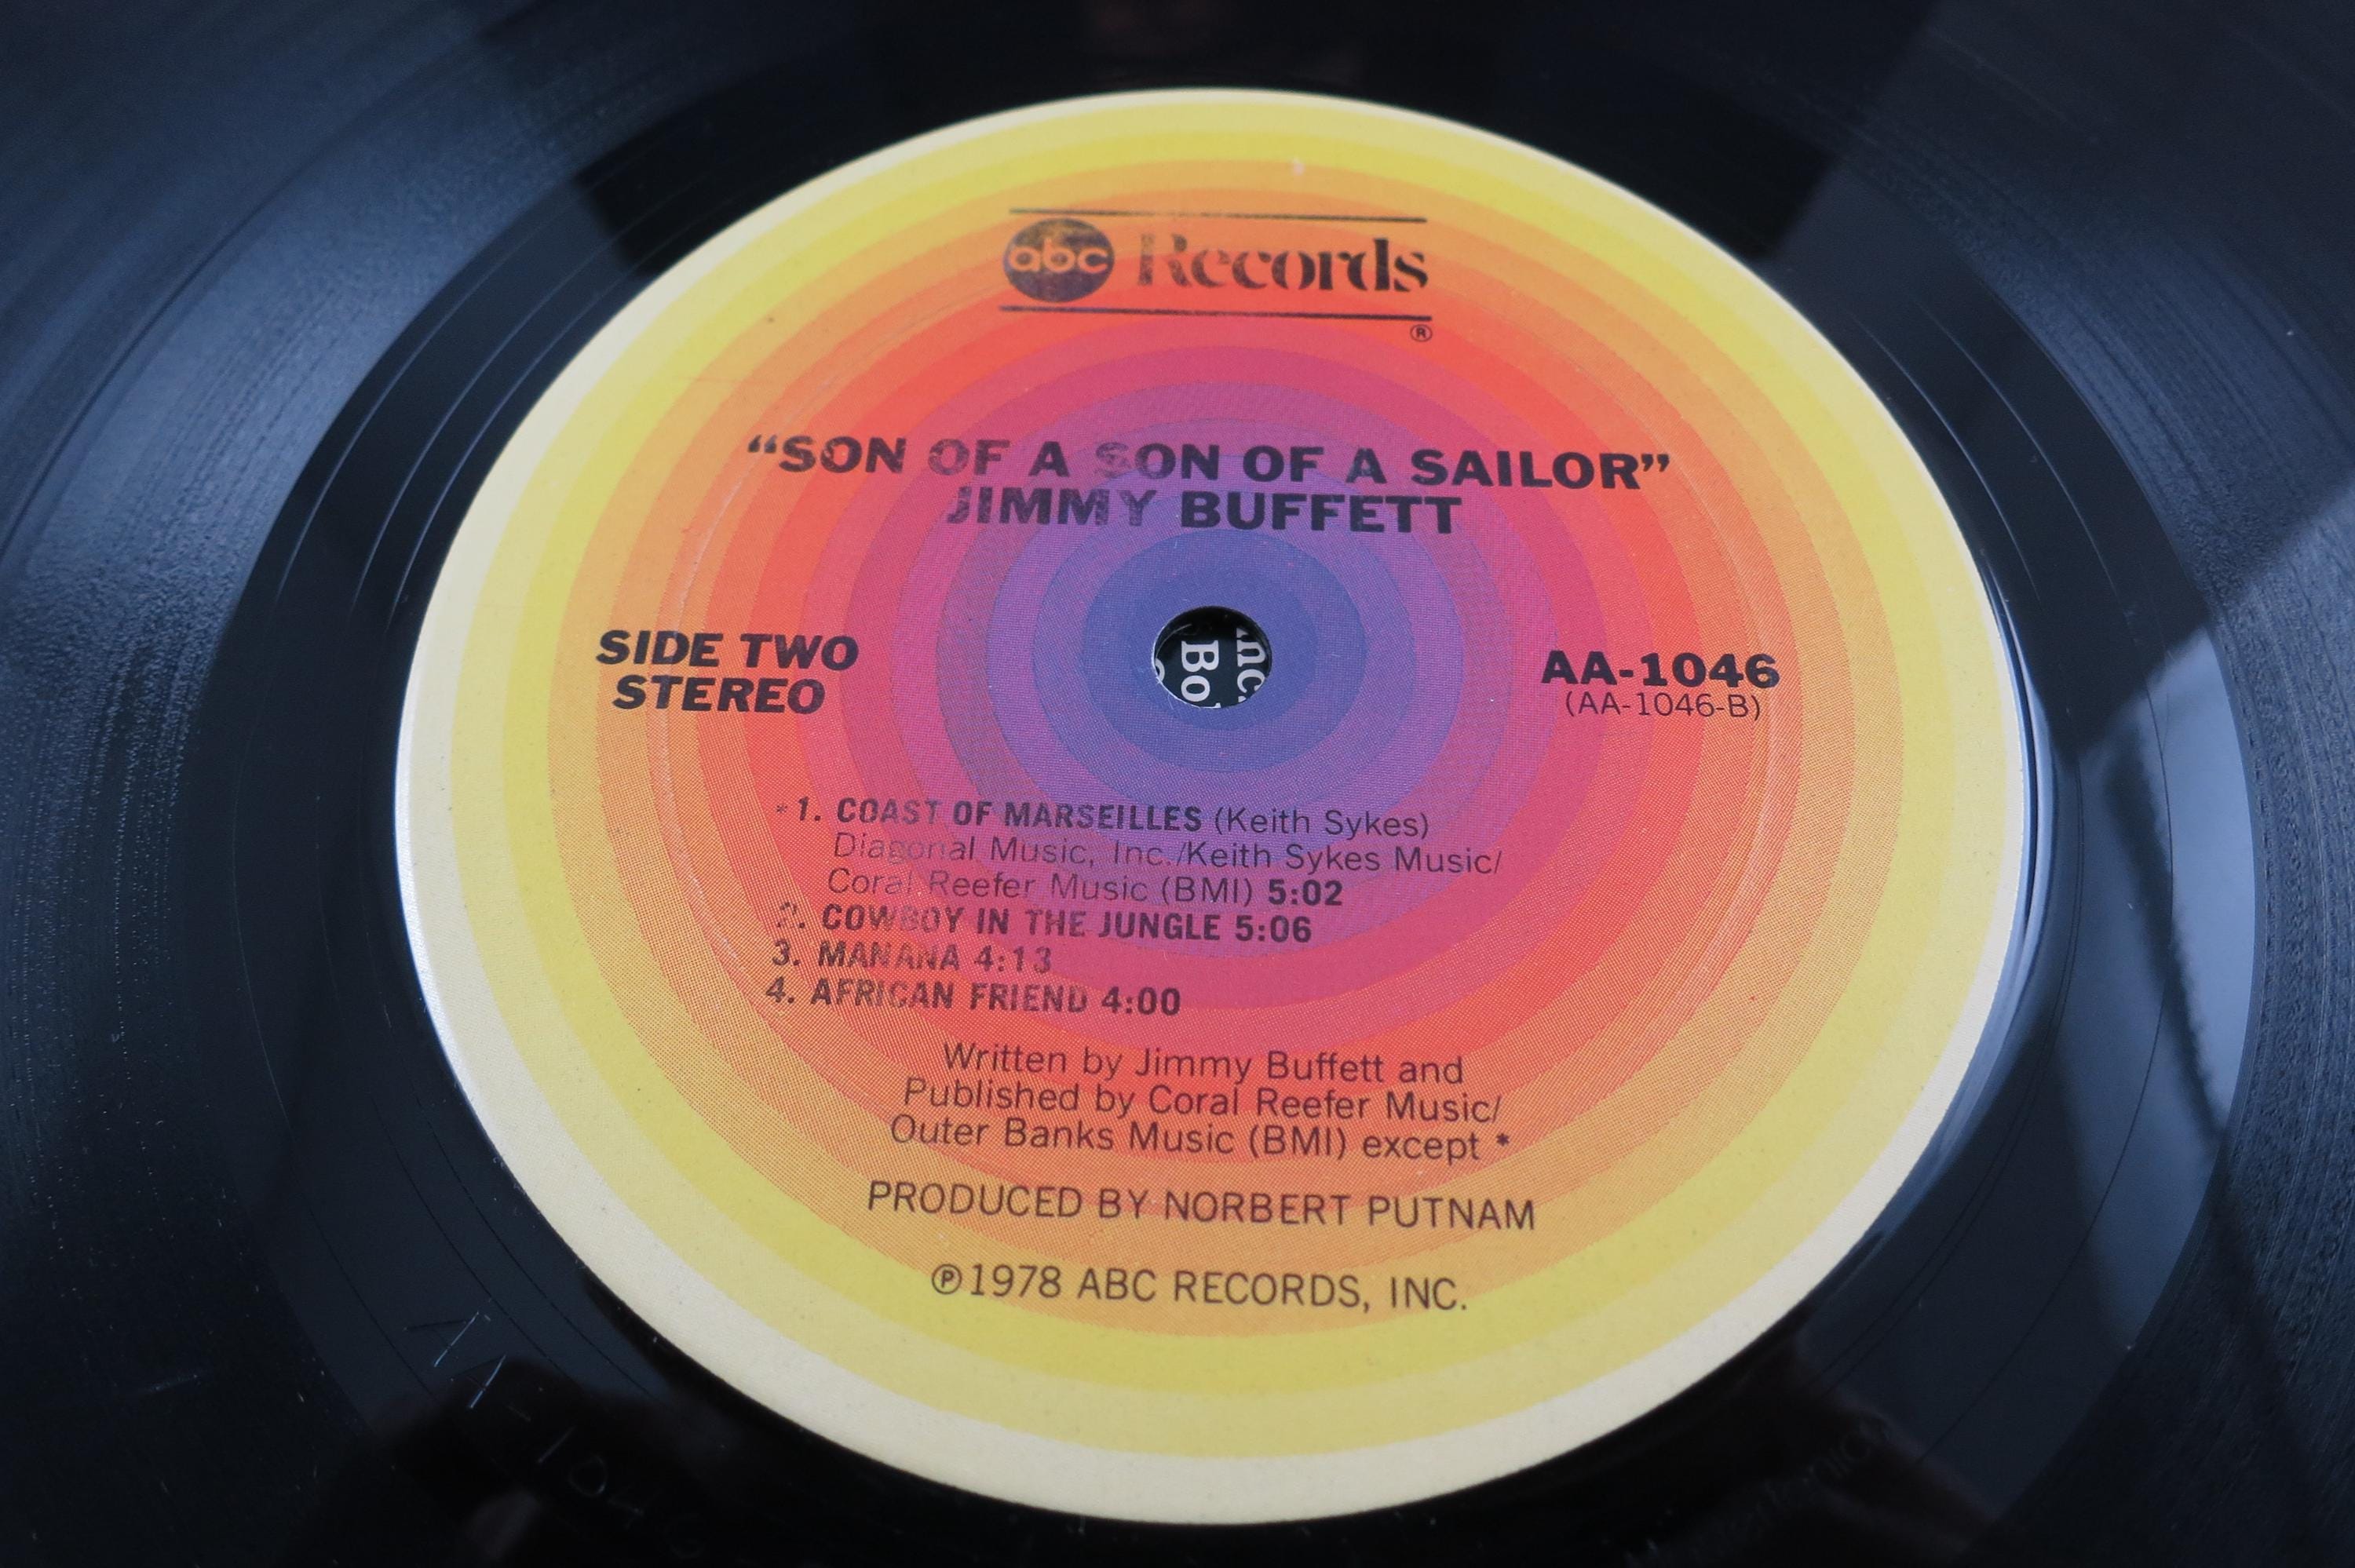 abc Records
®
“SON OF A SON OF A SAILOR”
JIMMY BUFFETT
SIDE TWO
STEREO
AA-1046
(AA-1046-B)
Bo
*1. COAST OF MARSEILLES (Keith Sykes)
Diagonal Music, Inc./Keith Sykes Music/
Coral Reefer Music (BMI) 5:02
2. COWBOY IN THE JUNGLE 5:06
3. MANANA 4:13
4. AFRICAN FRIEND 4:00
Written by Jimmy Buffett and
Published by Coral Reefer Music/
Outer Banks Music (BMI) except *
PRODUCED BY NORBERT PUTNAM
℗1978 ABC RECORDS, INC.